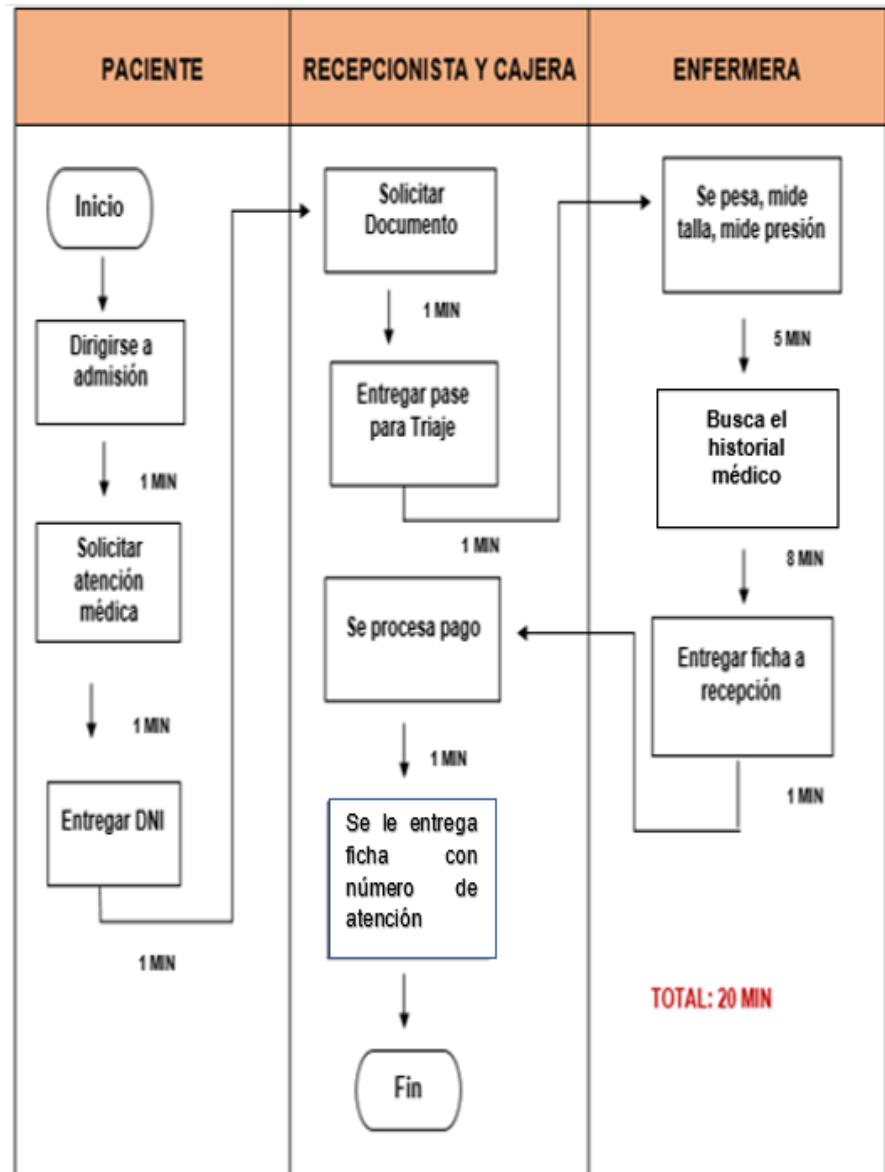 PACIENTE
RECEPCIONISTA Y CAJERA
ENFERMERA
Inicio
Dirigirse a
admisión
1 MIN
Solicitar
atención
médica
1 MIN
Entregar DNI
1 MIN
Solicitar
Documento
1 MIN
Entregar pase
para Triaje
1 MIN
Se pesa, mide
talla, mide presión
5 MIN
Busca el
historial
médico
8 MIN
Entregar ficha a
recepción
1 MIN
Se procesa pago
1 MIN
Se le entrega
ficha con
número de
atención
Fin
TOTAL: 20 MIN